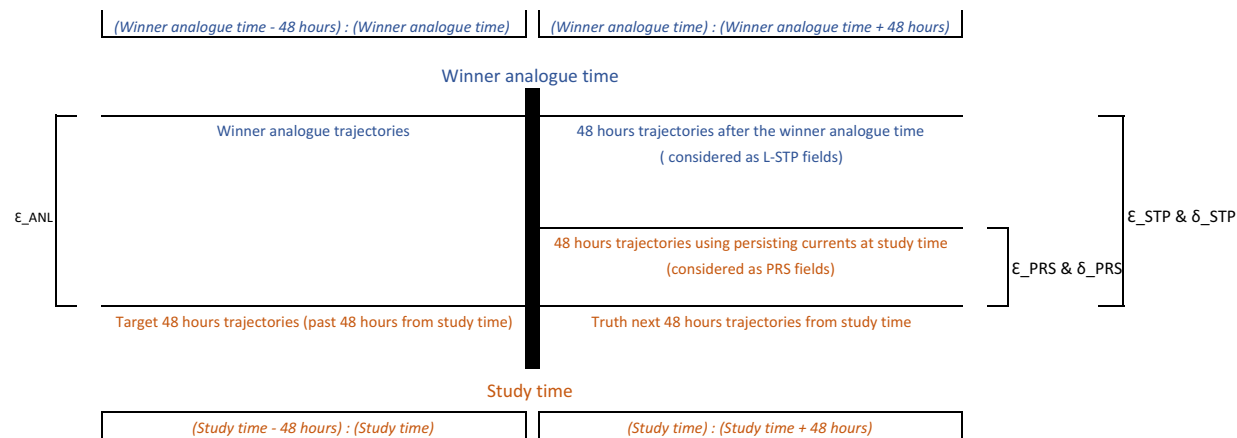 (Winner analogue time - 48 hours) : (Winner analogue time)
(Winner analogue time) : (Winner analogue time + 48 hours)
Winner analogue time
Winner analogue trajectories
48 hours trajectories after the winner analogue time
( considered as L-STP fields)
Ɛ_ANL
Ɛ_STP & δ_STP
48 hours trajectories using persisting currents at study time
(considered as PRS fields)
Ɛ_PRS & δ_PRS
Target 48 hours trajectories (past 48 hours from study time)
Truth next 48 hours trajectories from study time
Study time
(Study time - 48 hours) : (Study time)
(Study time) : (Study time + 48 hours)